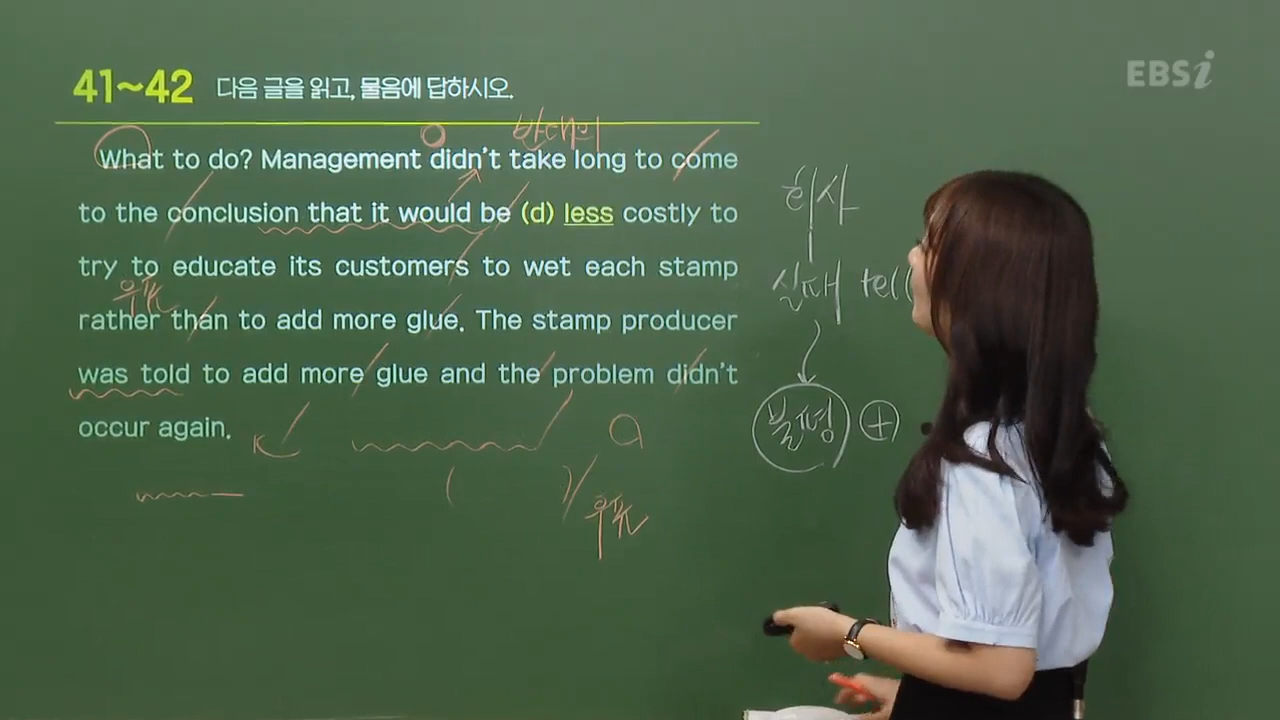 EBSi
41~42 다음 글을 읽고, 물음에 답하시오.
반대의
What to do? Management didn't take long to come
to the conclusion that it would be (d) less costly to
try to educate its customers to wet each stamp
우표
rather than to add more glue. The stamp producer
was told to add more glue and the problem didn't
occur again.
우표
회사
실패 tell
불평 +